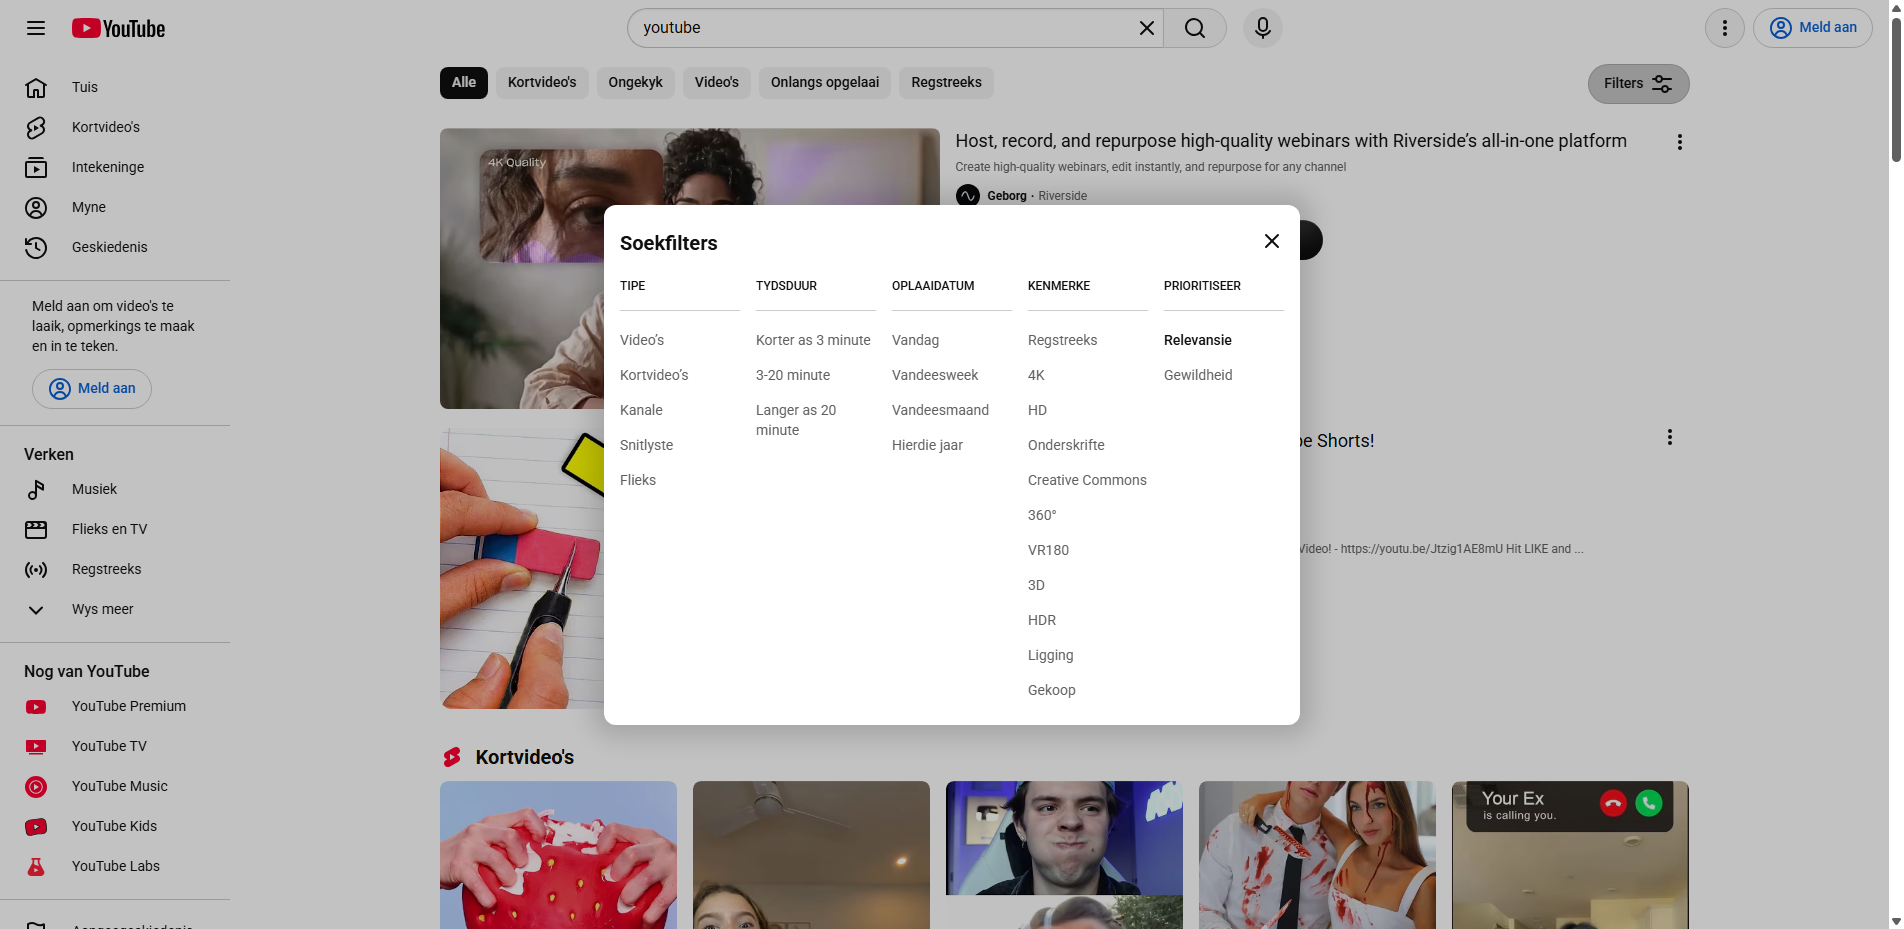 YouTube
youtube
Meld aan
Tuis
Kortvideo's
Intekeninge
Myne
Geskiedenis
Meld aan om video's te
laaik, opmerkings te maak
en in te teken.
Meld aan
Verken
Musiek
Flieks en TV
Regstreeks
Wys meer
Nog van YouTube
YouTube Premium
YouTube TV
YouTube Music
YouTube Kids
YouTube Labs
Alle
Kortvideo's
Ongekyk
Video's
Onlangs opgelaai
Regstreeks
Filters
4K Quality
Host, record, and repurpose high-quality webinars with Riverside’s all-in-one platform
Create high-quality webinars, edit instantly, and repurpose for any channel
Geborg · Riverside
Soekfilters
TIPE
Video’s
Kortvideo’s
Kanale
Snitlyste
Flieks
TYDSDUUR
Korter as 3 minute
3-20 minute
Langer as 20
minute
OPLAAIDATUM
Vandag
Vandeesweek
Vandeesmaand
Hierdie jaar
KENMERKE
Regstreeks
4K
HD
Onderskrifte
Creative Commons
360°
VR180
3D
HDR
Ligging
Gekoop
PRIORITISEER
Relevansie
Gewildheid
be Shorts!
Video! - https://youtu.be/Jtzig1AE8mU Hit LIKE and ...
Kortvideo's
Your Ex
is calling you.